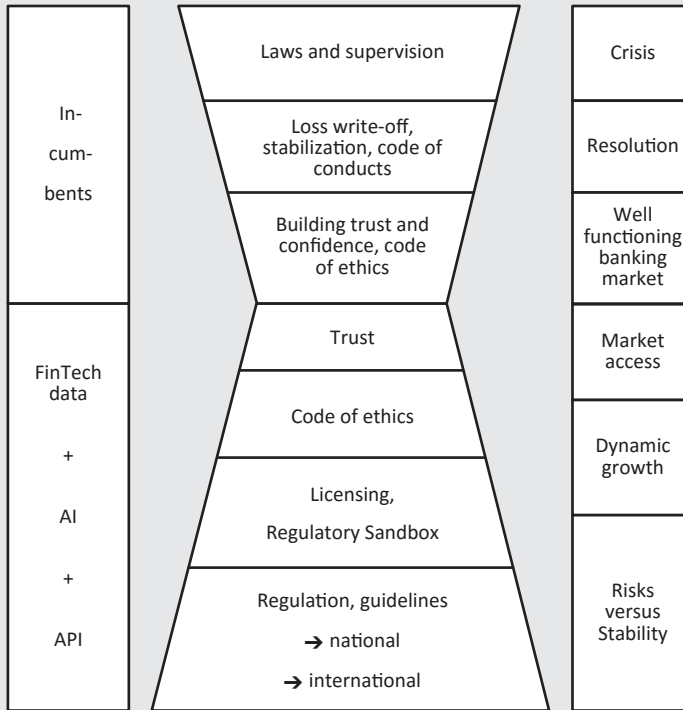 In-
cum-
bents
FinTech
data
+
AI
+
API
Laws and supervision
Loss write-off,
stabilization, code of
conducts
Building trust and
confidence, code
of ethics
Trust
Code of ethics
Licensing,
Regulatory Sandbox
Regulation, guidelines
➔ national
➔ international
Crisis
Resolution
Well
functioning
banking
market
Market
access
Dynamic
growth
Risks
versus
Stability